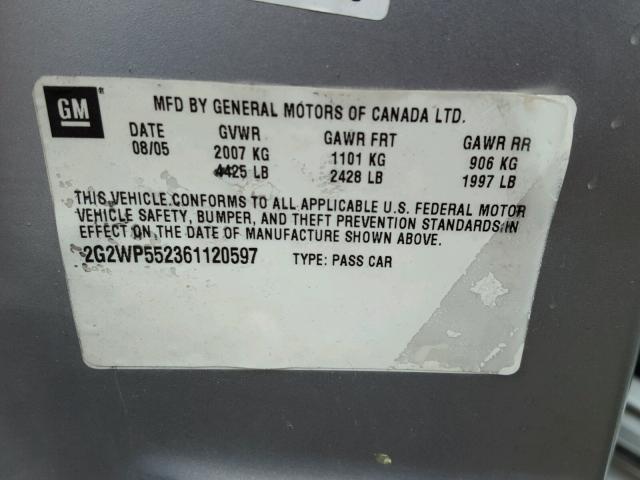 GM ®
MFD BY GENERAL MOTORS OF CANADA LTD.
DATE GVWR GAWR FRT GAWR RR
08/05 2007 KG 1101 KG 906 KG
4425 LB 2428 LB 1997 LB
THIS VEHICLE CONFORMS TO ALL APPLICABLE U.S. FEDERAL MOTOR
VEHICLE SAFETY, BUMPER, AND THEFT PREVENTION STANDARDS IN
EFFECT ON THE DATE OF MANUFACTURE SHOWN ABOVE.
2G2WP552361120597 TYPE: PASS CAR